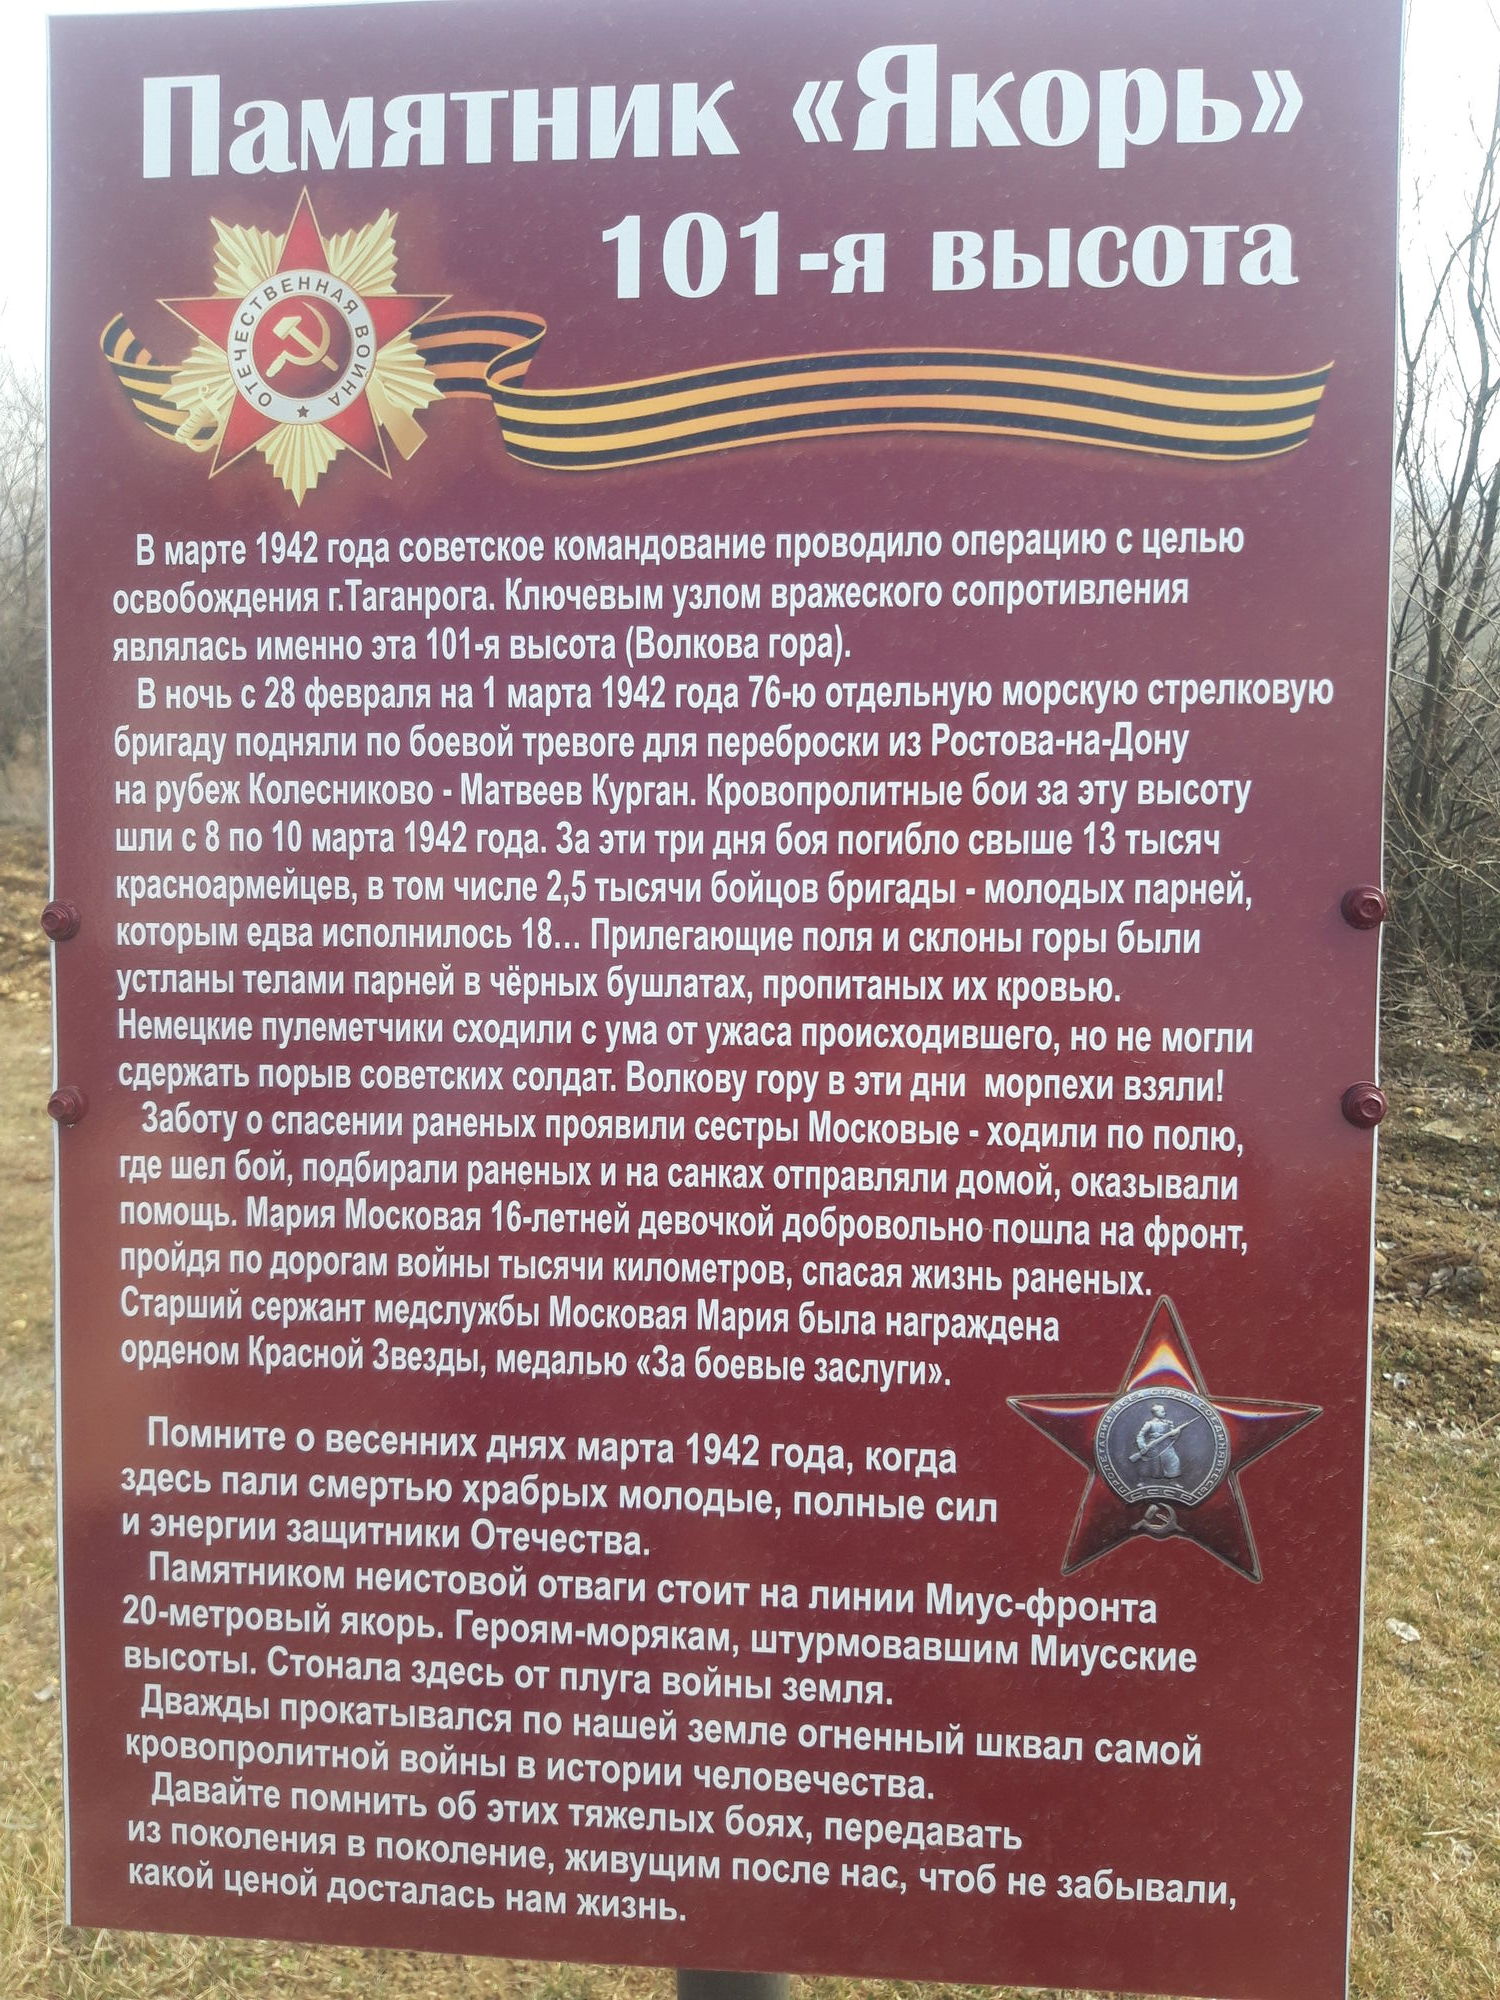 Памятник «Якорь»
101-я высота
ОТЕЧЕСТВЕННАЯ ВОЙНА
В марте 1942 года советское командование проводило операцию с целью
освобождения г.Таганрога. Ключевым узлом вражеского сопротивления
являлась именно эта 101-я высота (Волкова гора).
В ночь с 28 февраля на 1 марта 1942 года 76-ю отдельную морскую стрелковую
бригаду подняли по боевой тревоге для переброски из Ростова-на-Дону
на рубеж Колесниково - Матвеев Курган. Кровопролитные бои за эту высоту
шли с 8 по 10 марта 1942 года. За эти три дня боя погибло свыше 13 тысяч
красноармейцев, в том числе 2,5 тысячи бойцов бригады - молодых парней,
которым едва исполнилось 18... Прилегающие поля и склоны горы были
устланы телами парней в чёрных бушлатах, пропитаных их кровью.
Немецкие пулеметчики сходили с ума от ужаса происходившего, но не могли
сдержать порыв советских солдат. Волкову гору в эти дни морпехи взяли!
Заботу о спасении раненых проявили сестры Московые - ходили по полю,
где шел бой, подбирали раненых и на санках отправляли домой, оказывали
помощь. Мария Московая 16-летней девочкой добровольно пошла на фронт,
пройдя по дорогам войны тысячи километров, спасая жизнь раненых.
Старший сержант медслужбы Московая Мария была награждена
орденом Красной Звезды, медалью «За боевые заслуги».
ПРОЛЕТАРИИ ВСЕХ СТРАН, СОЕДИНЯЙТЕСЬ!
СССР
Помните о весенних днях марта 1942 года, когда
здесь пали смертью храбрых молодые, полные сил
и энергии защитники Отечества.
Памятником неистовой отваги стоит на линии Миус-фронта
20-метровый якорь. Героям-морякам, штурмовавшим Миусские
высоты. Стонала здесь от плуга войны земля.
Дважды прокатывался по нашей земле огненный шквал самой
кровопролитной войны в истории человечества.
Давайте помнить об этих тяжелых боях, передавать
из поколения в поколение, живущим после нас, чтоб не забывали,
какой ценой досталась нам жизнь.